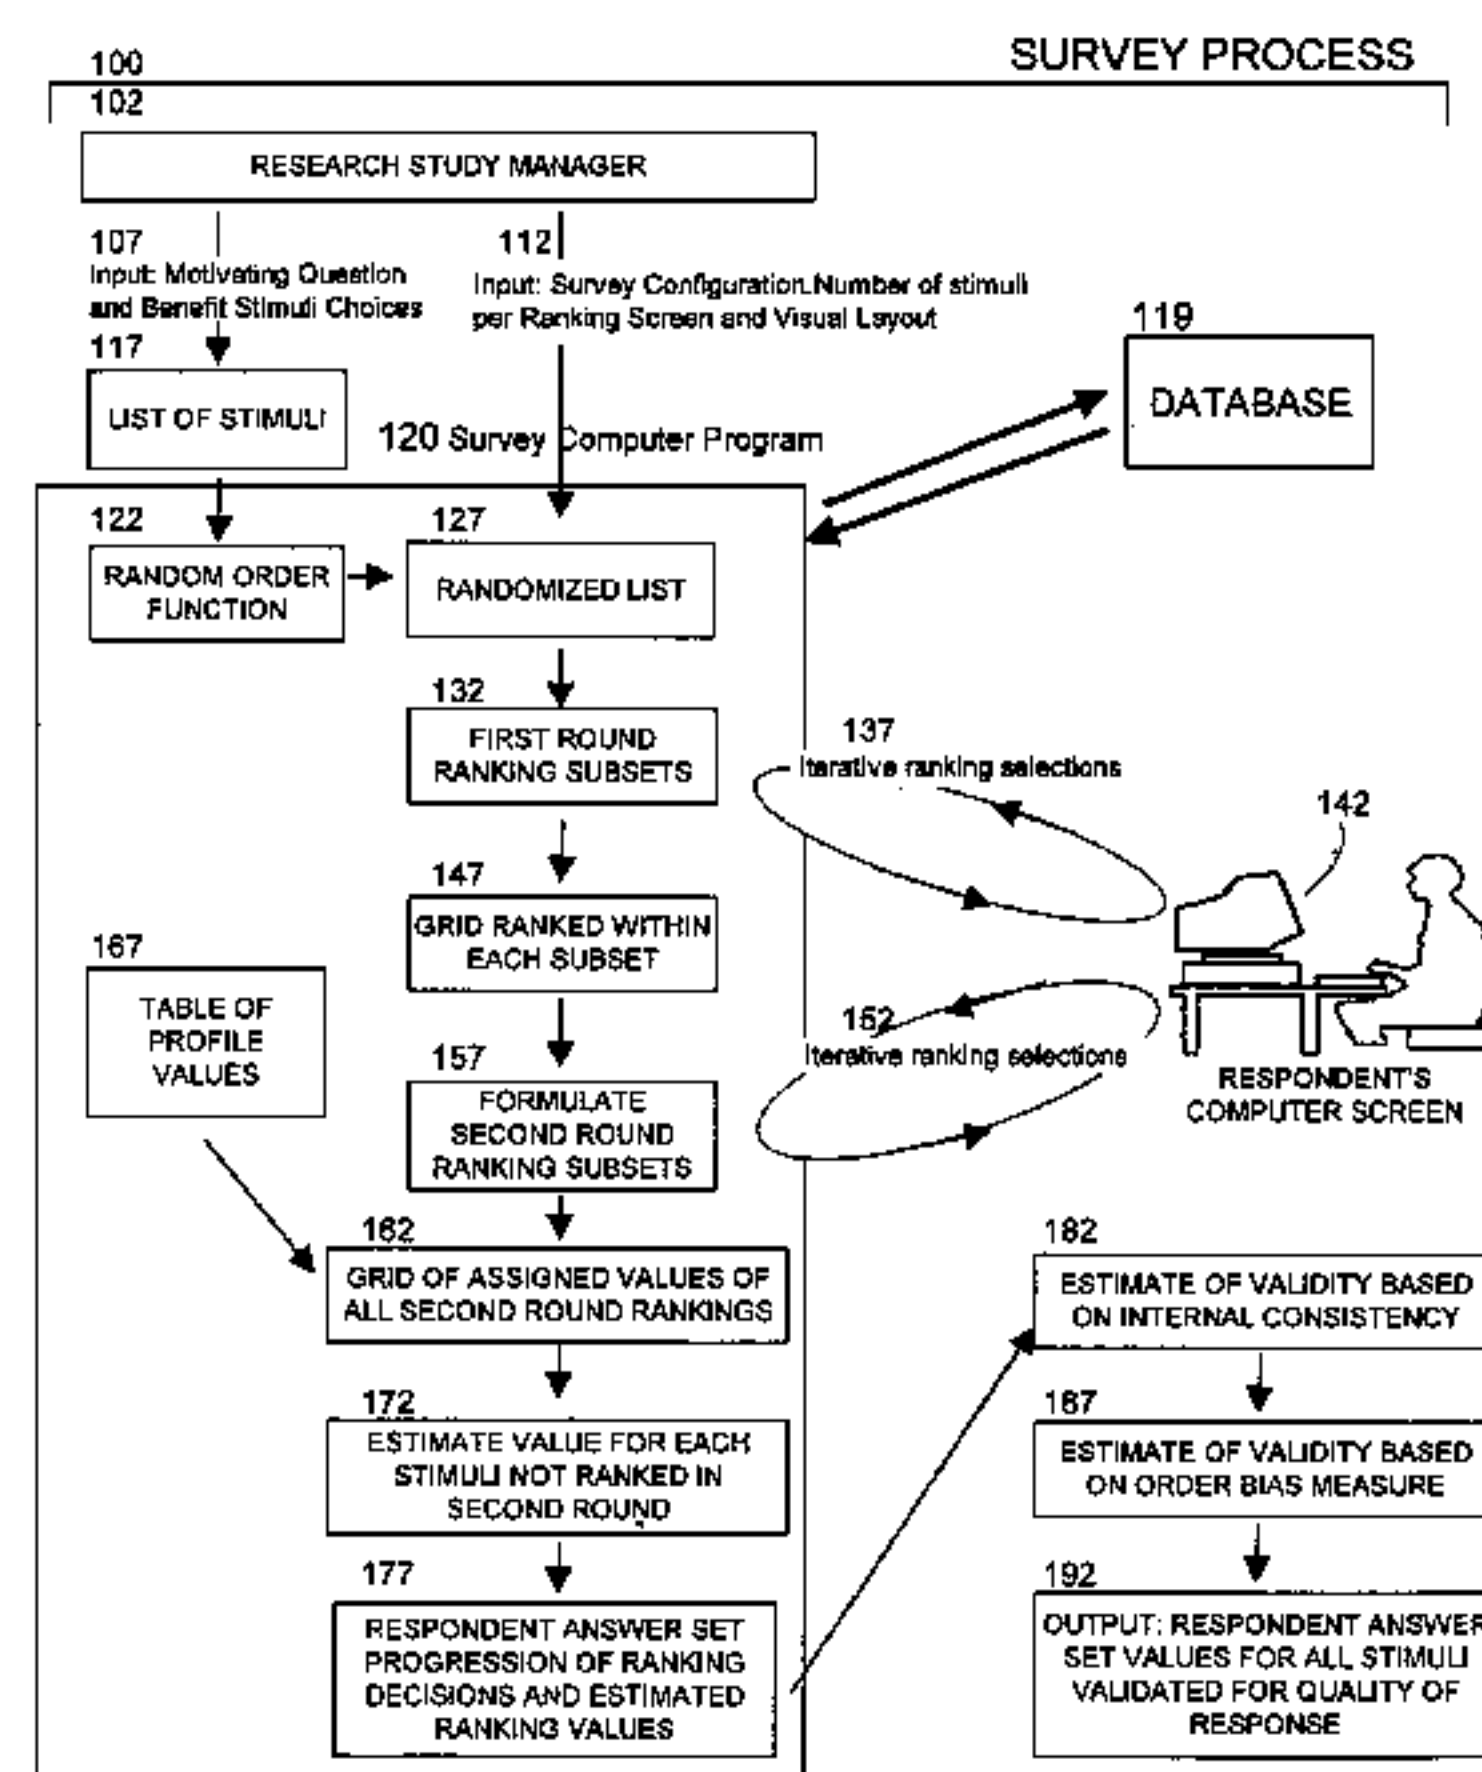 SURVEY PROCESS
100
102
RESEARCH STUDY MANAGER
107
Input: Motivating Question
and Benefit Stimuli Choices
112
Input: Survey Configuration.Number of stimuli
per Ranking Screen and Visual Layout
117
LIST OF STIMULI
119
DATABASE
120 Survey Computer Program
122
RANDOM ORDER
FUNCTION
127
RANDOMIZED LIST
132
FIRST ROUND
RANKING SUBSETS
137
Iterative ranking selections
142
147
GRID RANKED WITHIN
EACH SUBSET
167
TABLE OF
PROFILE
VALUES
152
Iterative ranking selections
RESPONDENT'S
COMPUTER SCREEN
157
FORMULATE
SECOND ROUND
RANKING SUBSETS
162
GRID OF ASSIGNED VALUES OF
ALL SECOND ROUND RANKINGS
172
ESTIMATE VALUE FOR EACH
STIMULI NOT RANKED IN
SECOND ROUND
177
RESPONDENT ANSWER SET
PROGRESSION OF RANKING
DECISIONS AND ESTIMATED
RANKING VALUES
182
ESTIMATE OF VALIDITY BASED
ON INTERNAL CONSISTENCY
187
ESTIMATE OF VALIDITY BASED
ON ORDER BIAS MEASURE
192
OUTPUT: RESPONDENT ANSWER
SET VALUES FOR ALL STIMULI
VALIDATED FOR QUALITY OF
RESPONSE